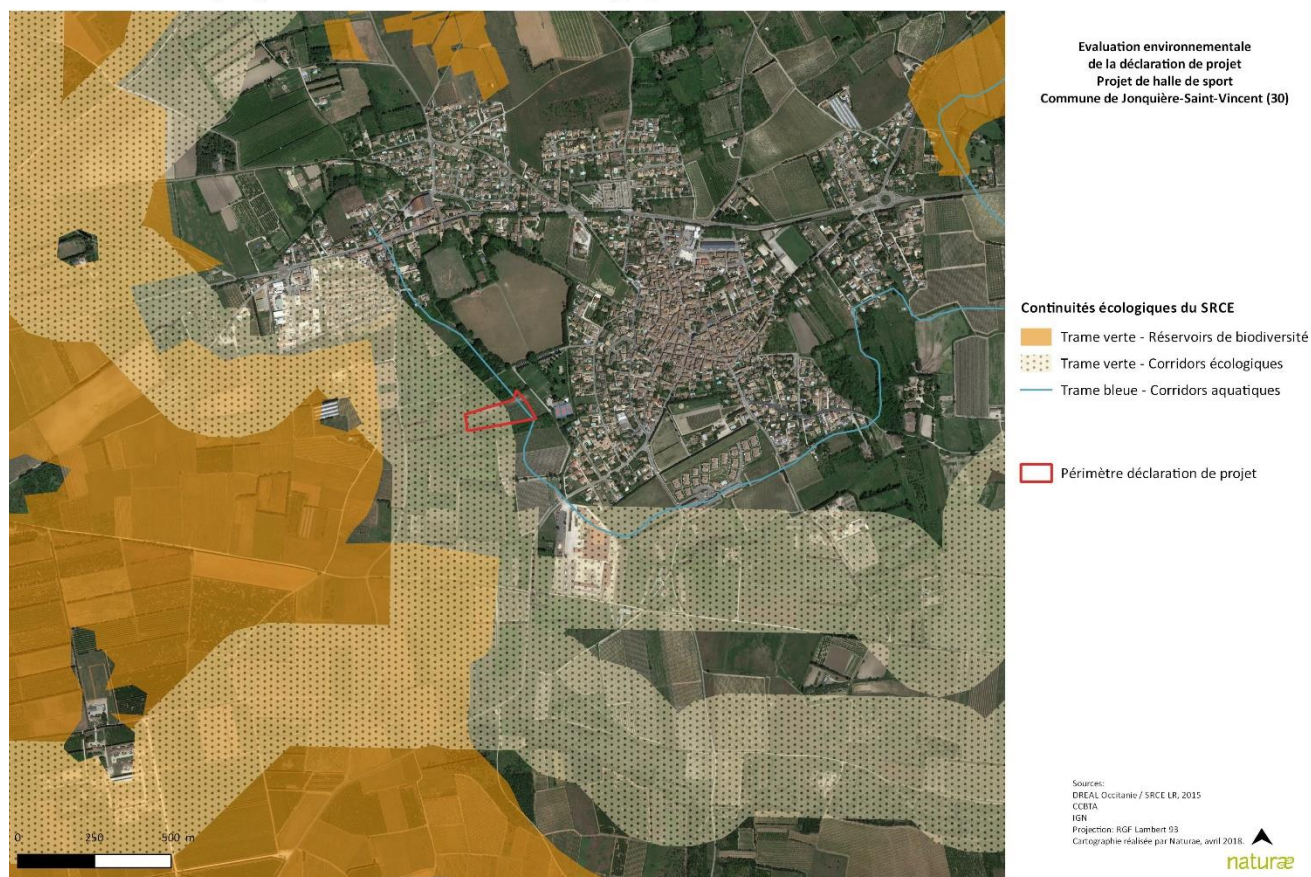 Evaluation environnementale
de la déclaration de projet
Projet de halle de sport
Commune de Jonquière-Saint-Vincent (30)
Continuités écologiques du SRCE
Trame verte - Réservoirs de biodiversité
Trame verte - Corridors écologiques
Trame bleue - Corridors aquatiques
Périmètre déclaration de projet
0 250 500 m
Sources:
DREAL Occitanie / SRCE LR, 2015
CCBTA
IGN
Projection: RGF Lambert 93
Cartographie réalisée par Naturae, avril 2018.
naturæ